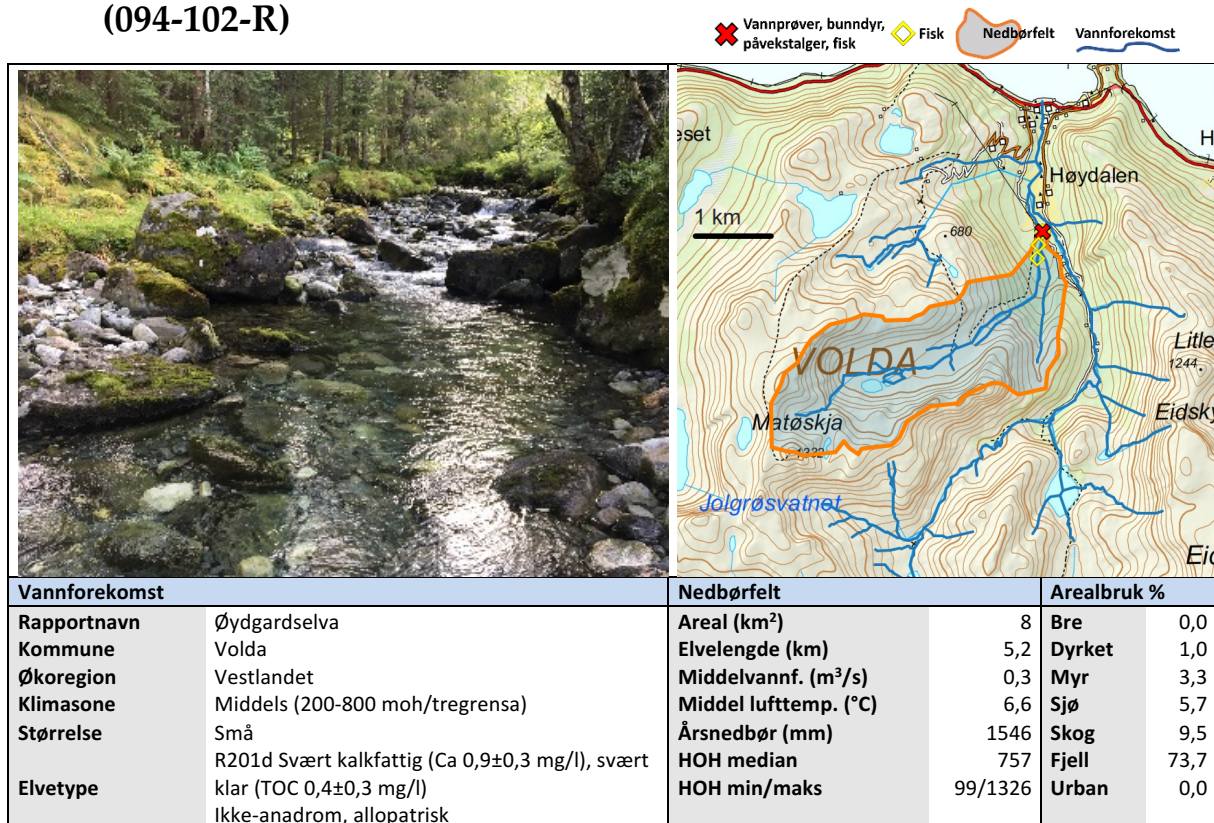 (094-102-R)
Vannprøver, bunndyr,
påvekstalger, fisk
Fisk
Nedbørfelt
Vannforekomst
eset
H
Høydalen
1 km
680
VOLDA
Litle
1244
Eidsky
Matøskja
1332
Jolgrøsvatnet
Eid
Vannforekomst
Rapportnavn Øydgardselva
Kommune Volda
Økoregion Vestlandet
Klimasone Middels (200-800 moh/tregrensa)
Størrelse Små
R201d Svært kalkfattig (Ca 0,9±0,3 mg/l), svært
Elvetype klar (TOC 0,4±0,3 mg/l)
Ikke-anadrom, allopatrisk
Nedbørfelt
Areal (km²) 8
Elvelengde (km) 5,2
Middelvannf. (m³/s) 0,3
Middel lufttemp. (°C) 6,6
Årsnedbør (mm) 1546
HOH median 757
HOH min/maks 99/1326
Arealbruk %
Bre 0,0
Dyrket 1,0
Myr 3,3
Sjø 5,7
Skog 9,5
Fjell 73,7
Urban 0,0